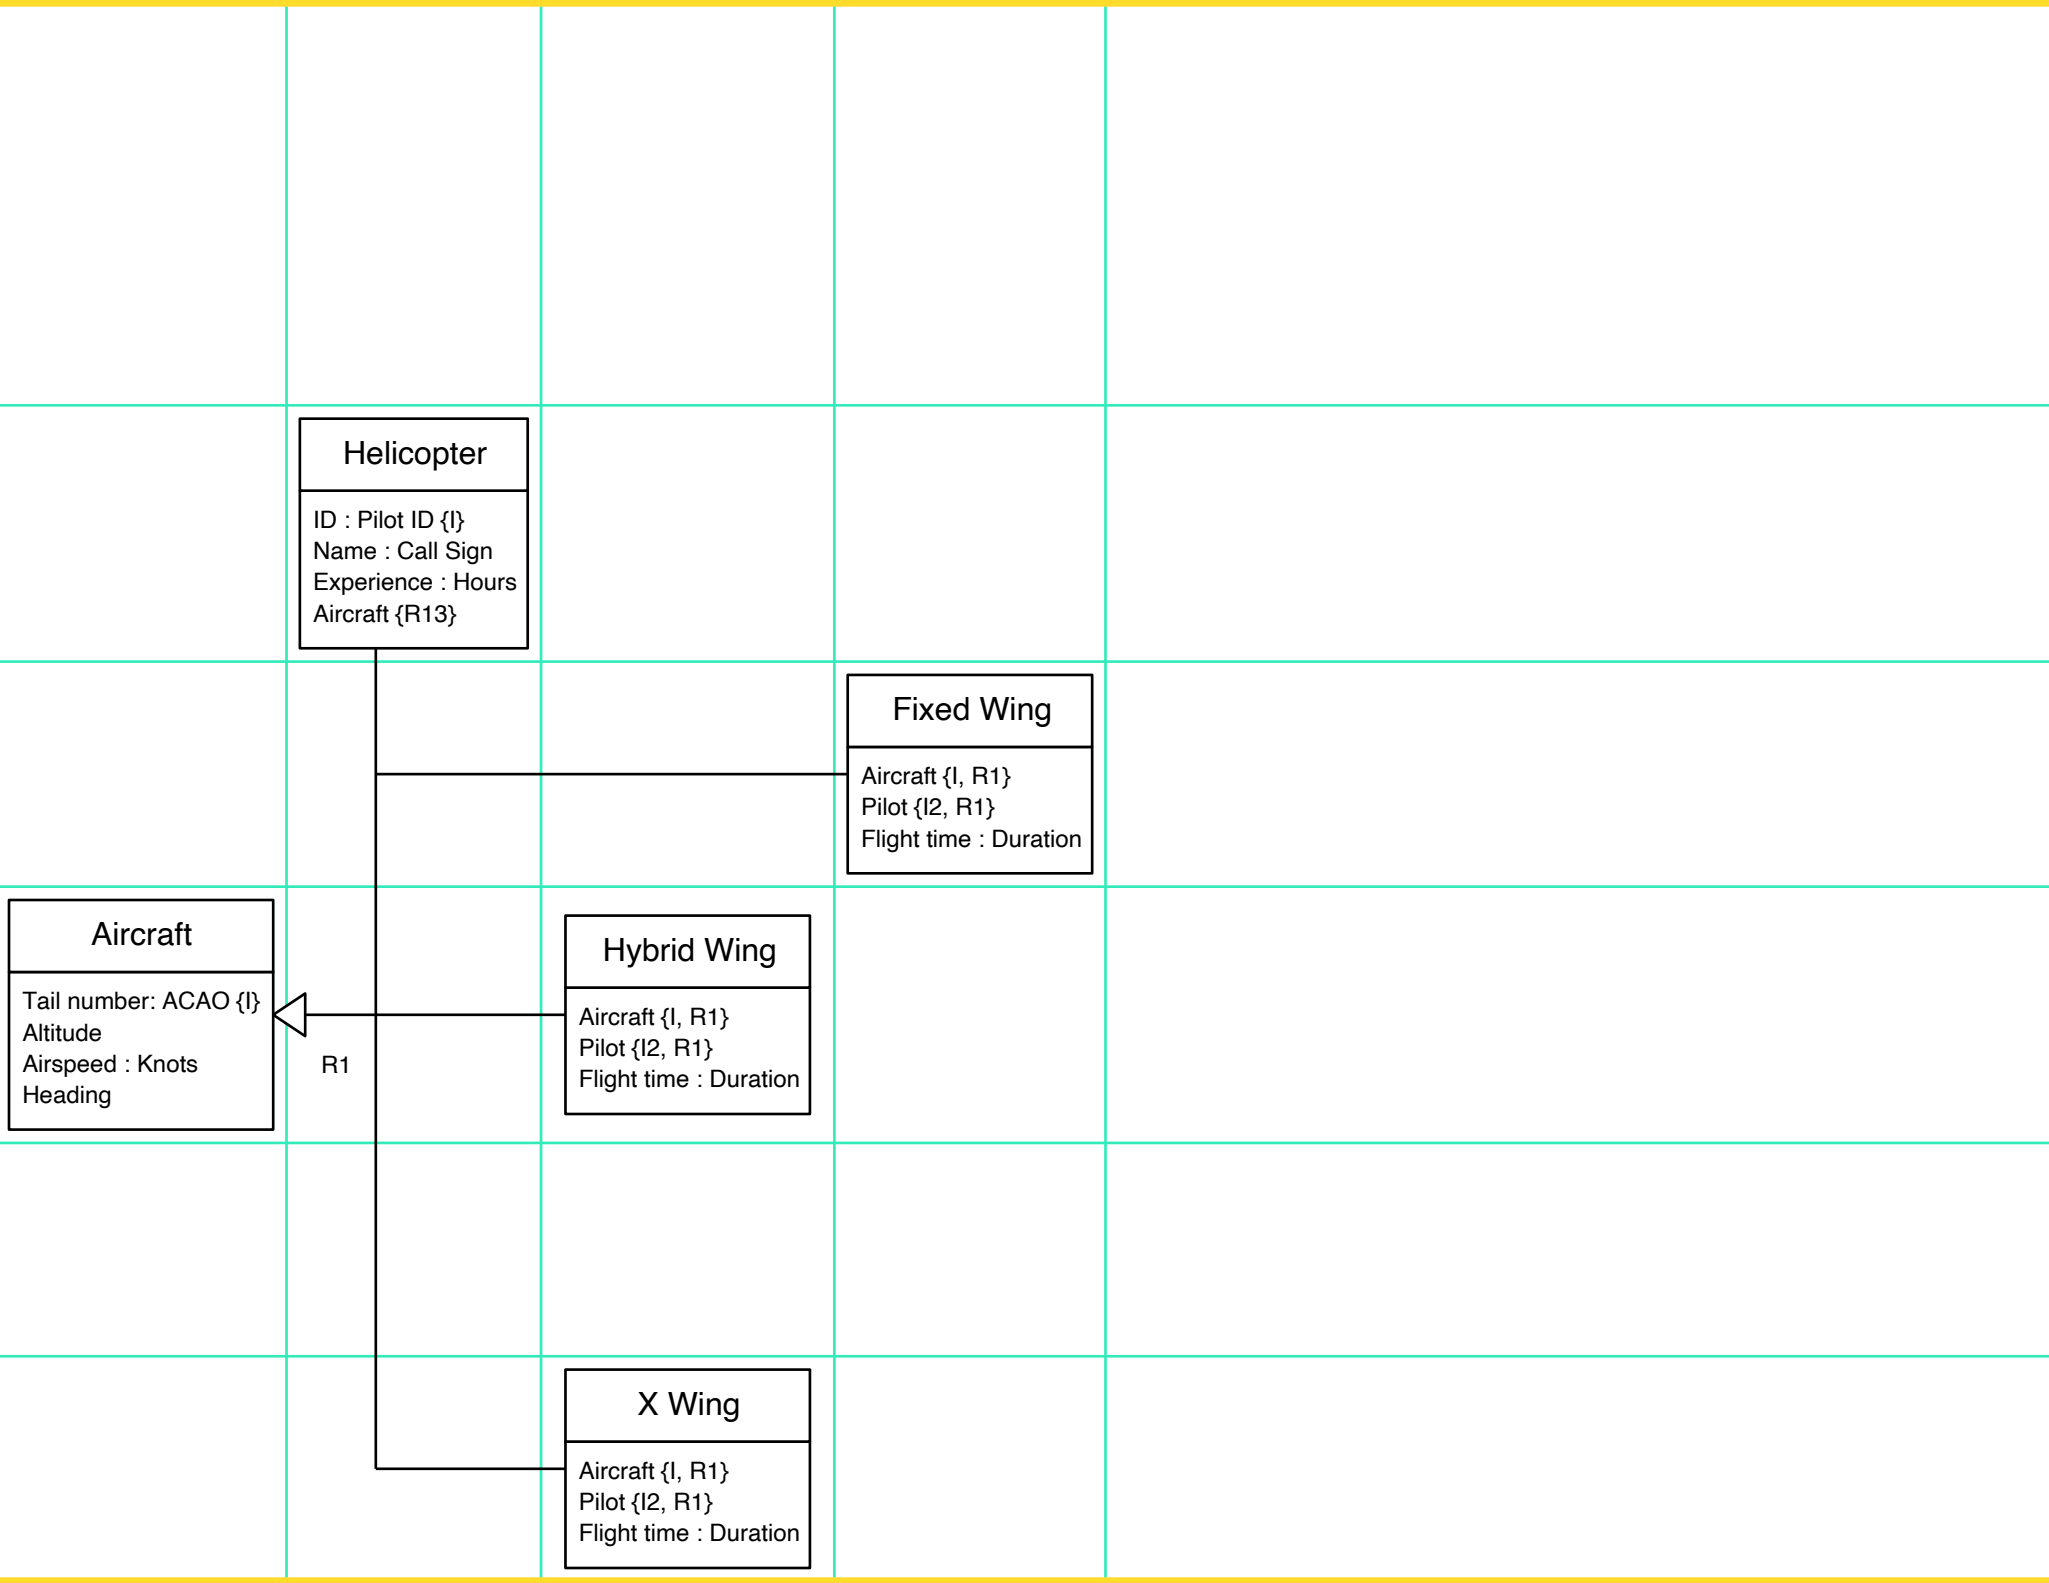 Helicopter
ID : Pilot ID {I}
Name : Call Sign
Experience : Hours
Aircraft {R13}
Fixed Wing
Aircraft {I, R1}
Pilot {I2, R1}
Flight time : Duration
Aircraft
Tail number: ACAO {I}
Altitude
Airspeed : Knots
Heading
R1
Hybrid Wing
Aircraft {I, R1}
Pilot {I2, R1}
Flight time : Duration
X Wing
Aircraft {I, R1}
Pilot {I2, R1}
Flight time : Duration